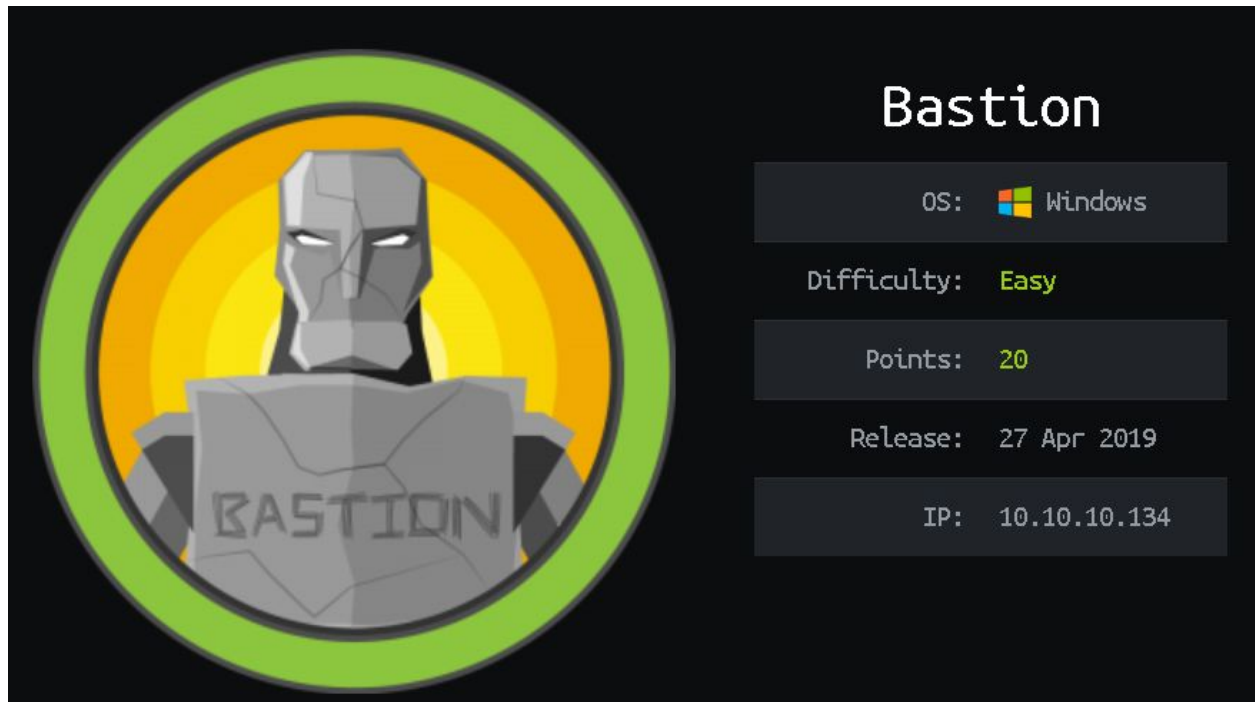 Bastion
OS: Windows
Difficulty: Easy
Points: 20
Release: 27 Apr 2019
IP: 10.10.10.134
BASTION